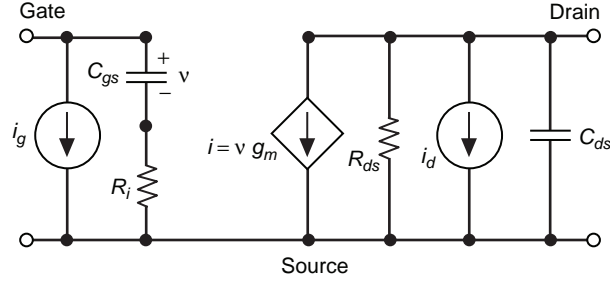 Gate
Drain
C_gs
+
ν
−
i_g
i = ν g_m
R_ds
i_d
C_ds
R_i
Source